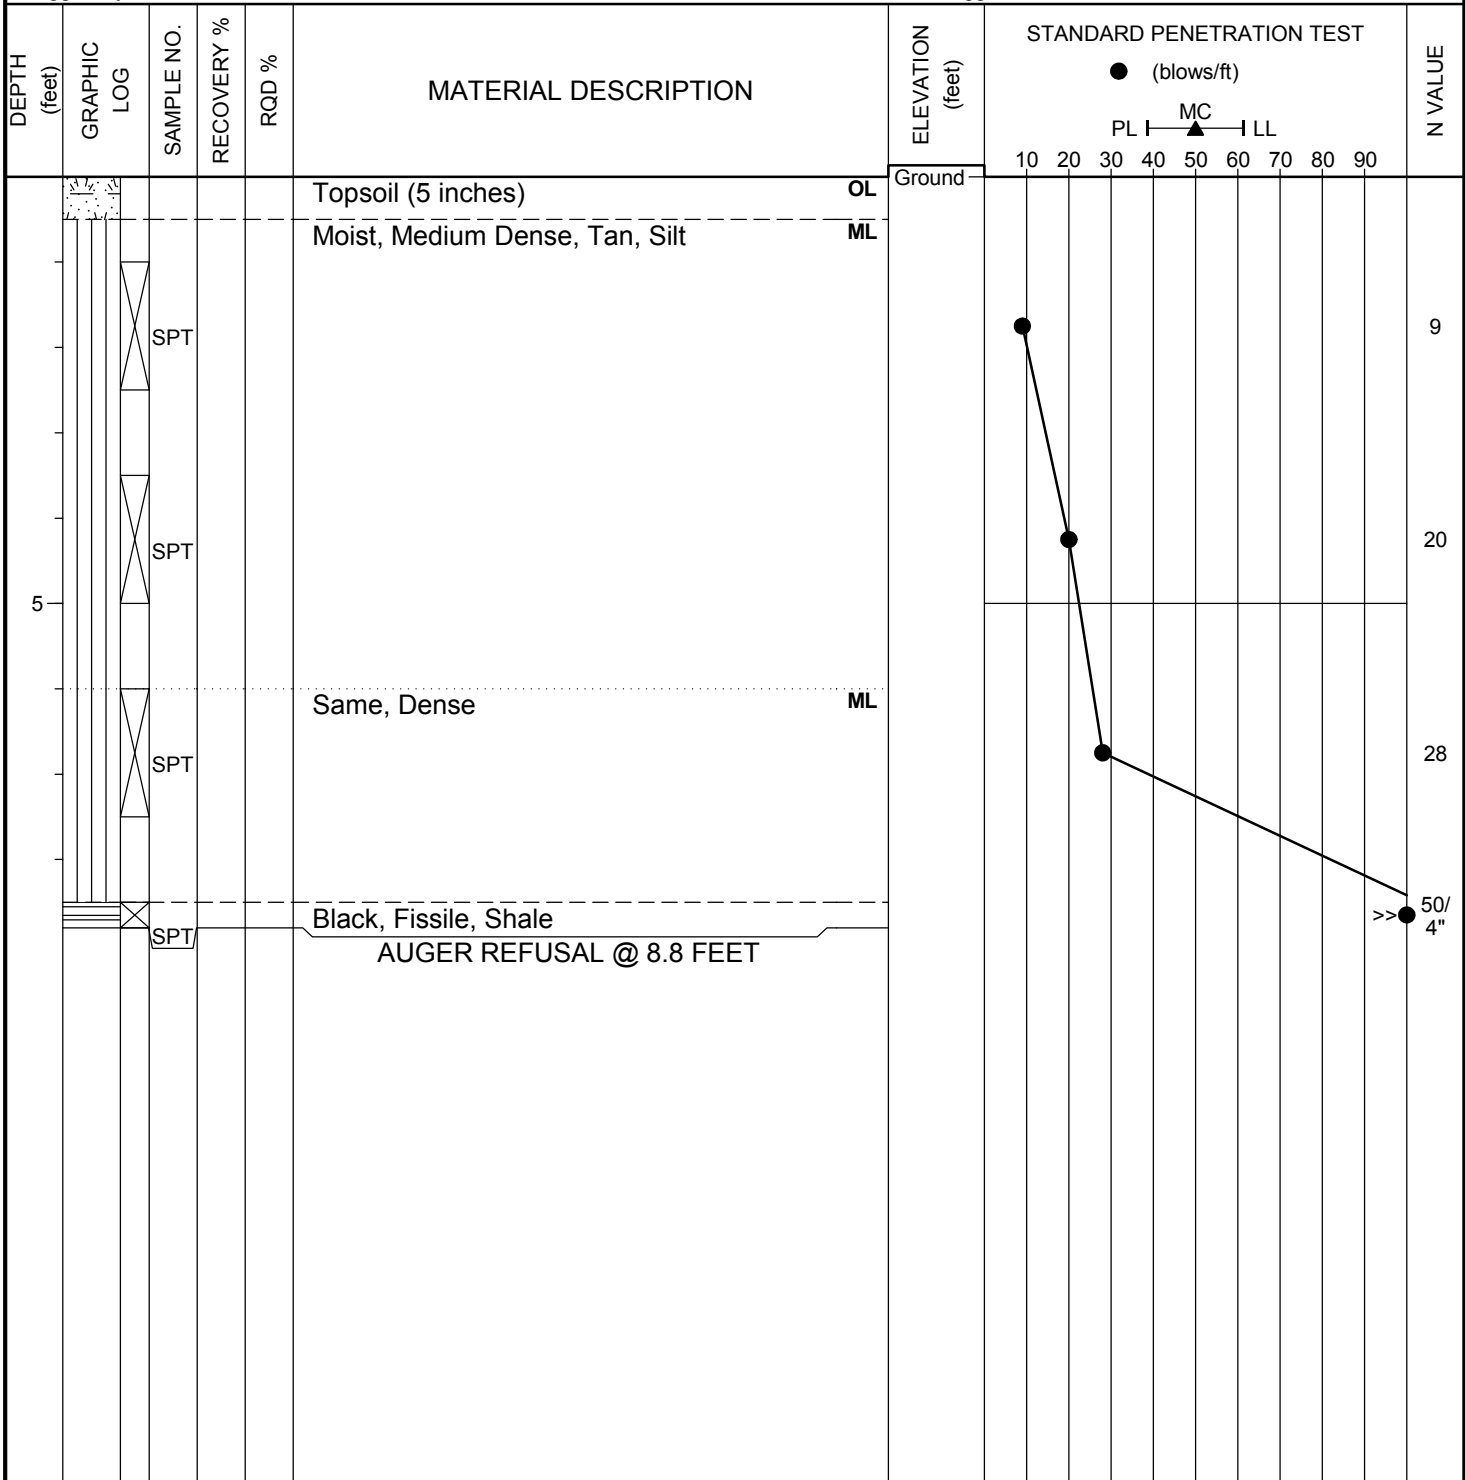 DEPTH
(feet)
GRAPHIC
LOG
SAMPLE NO.
RECOVERY %
RQD %
MATERIAL DESCRIPTION
ELEVATION
(feet)
STANDARD PENETRATION TEST
(blows/ft)
MC
PL LL
10 20 30 40 50 60 70 80 90
N VALUE
Ground
Topsoil (5 inches) OL
Moist, Medium Dense, Tan, Silt ML
SPT 9
SPT 20
5
Same, Dense ML
SPT 28
Black, Fissile, Shale
>> 50/
4"
SPT
AUGER REFUSAL @ 8.8 FEET